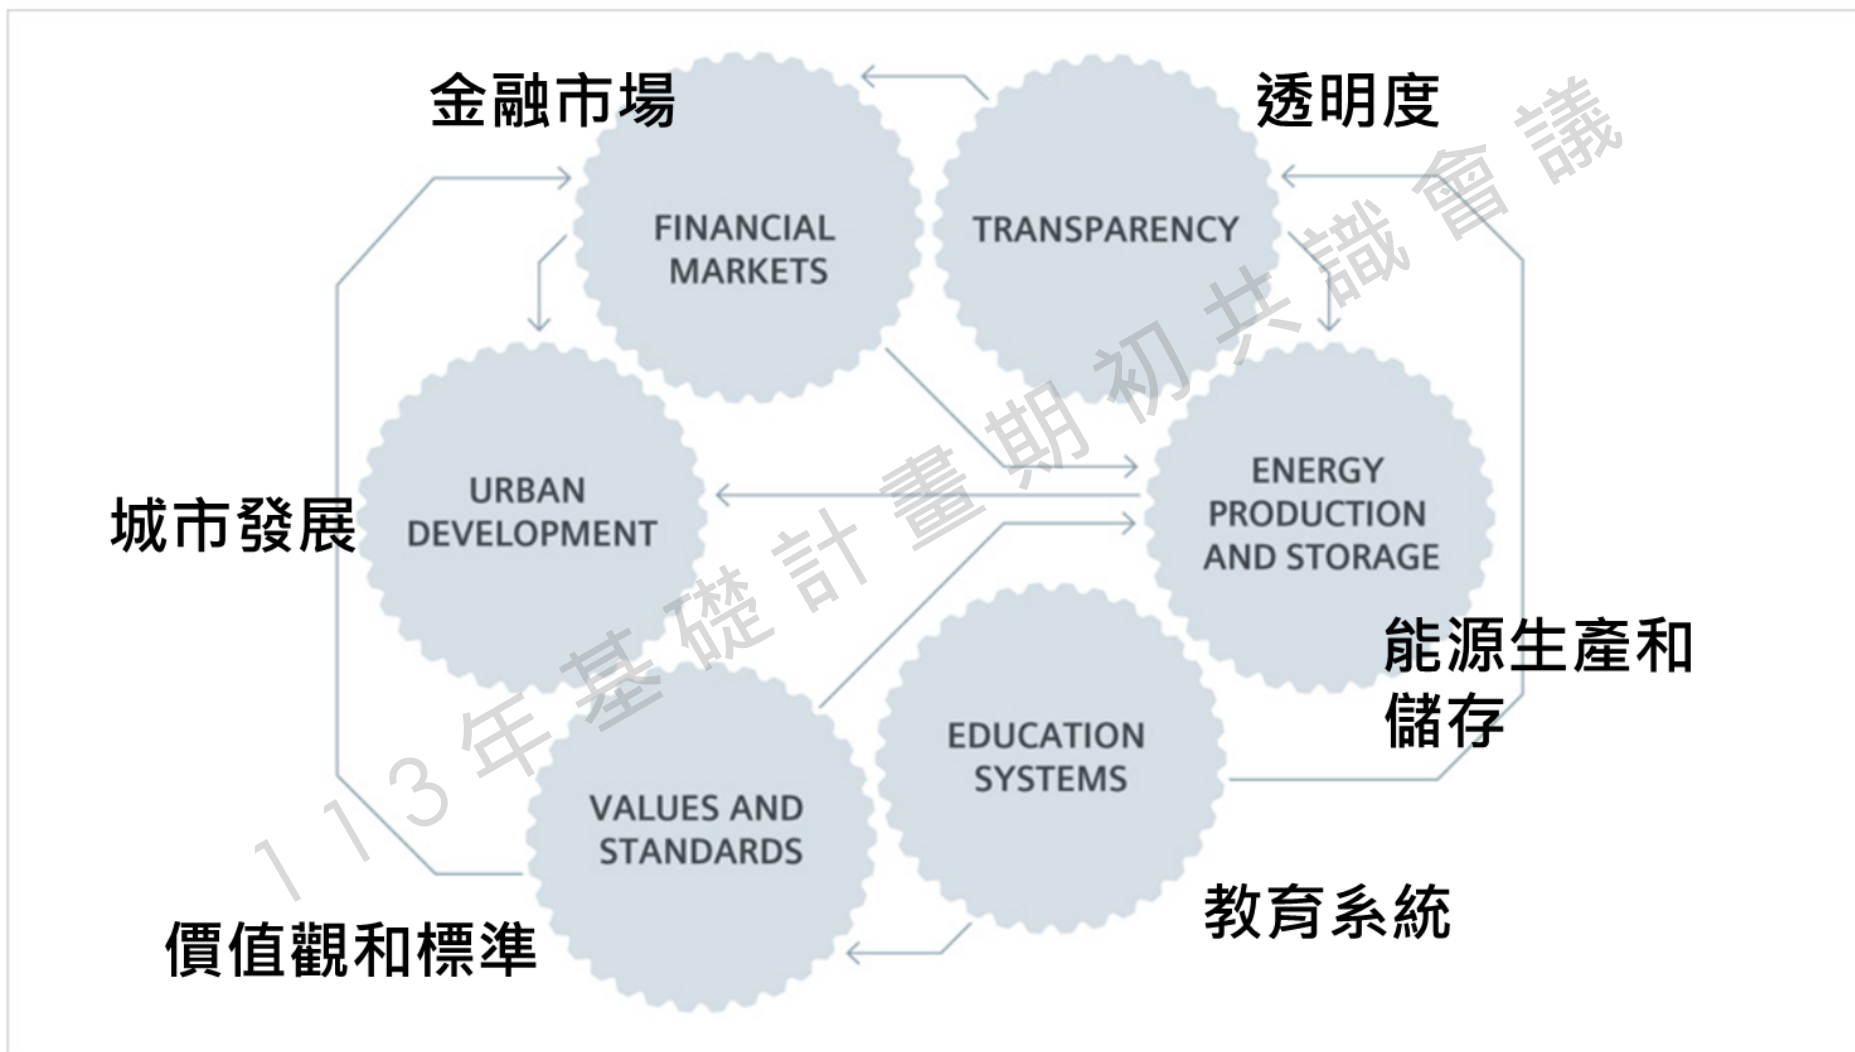 金融市場
透明度
FINANCIAL
MARKETS
TRANSPARENCY
城市發展
URBAN
DEVELOPMENT
ENERGY
PRODUCTION
AND STORAGE
能源生產和
儲存
VALUES AND
STANDARDS
EDUCATION
SYSTEMS
價值觀和標準
教育系統
113年基礎計畫期初共識會議